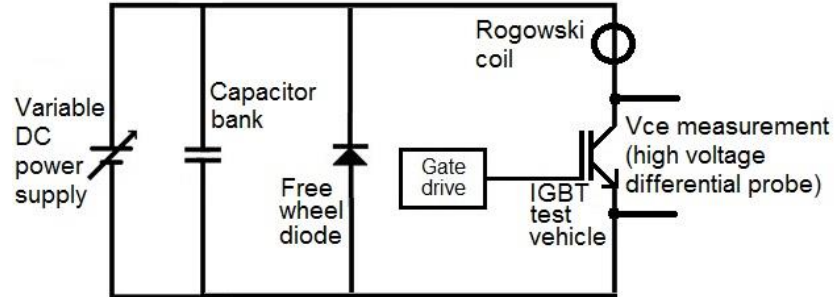 Variable
DC
power
supply
Capacitor
bank
Free
wheel
diode
Gate
drive
Rogowski
coil
IGBT
test
vehicle
Vce measurement
(high voltage
differential probe)